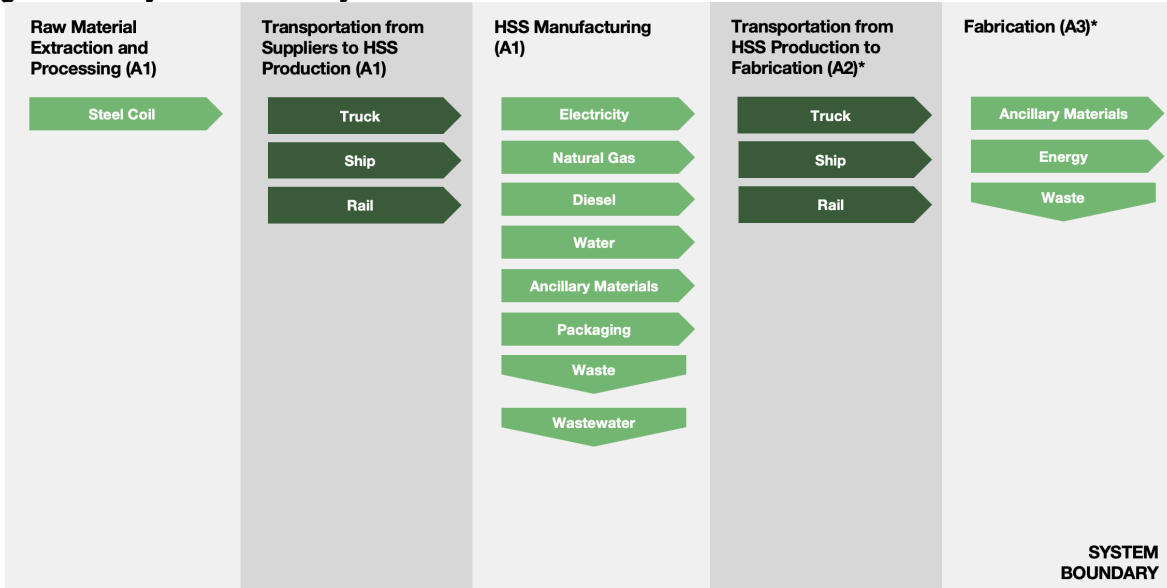 Raw Material
Extraction and
Processing (A1)
Steel Coil
Transportation from
Suppliers to HSS
Production (A1)
Truck
Ship
Rail
HSS Manufacturing
(A1)
Electricity
Natural Gas
Diesel
Water
Ancillary Materials
Packaging
Waste
Wastewater
Transportation from
HSS Production to
Fabrication (A2)*
Truck
Ship
Rail
Fabrication (A3)*
Ancillary Materials
Energy
Waste
SYSTEM
BOUNDARY